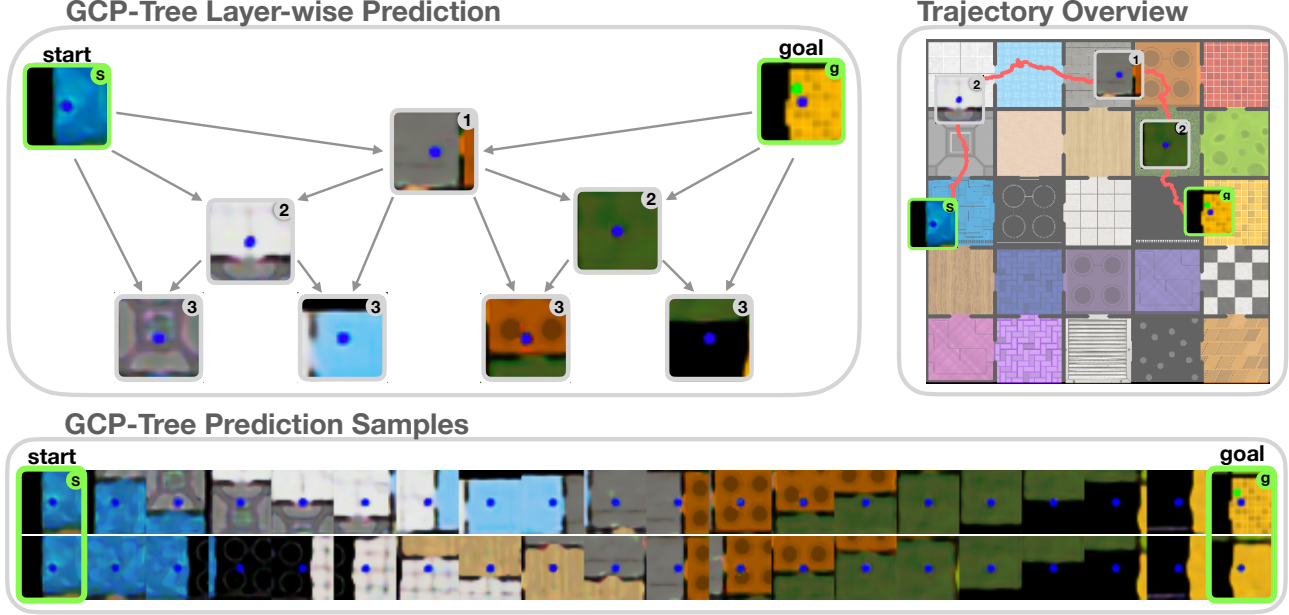 GCP-Tree Layer-wise Prediction
Trajectory Overview
start
goal
s
g
1
2
2
3
3
3
3
1
2
2
s
g
GCP-Tree Prediction Samples
start
goal
s
g